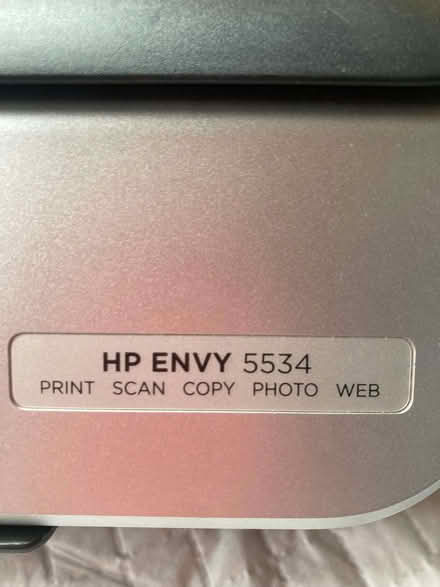 HP ENVY 5534
PRINT SCAN COPY PHOTO WEB